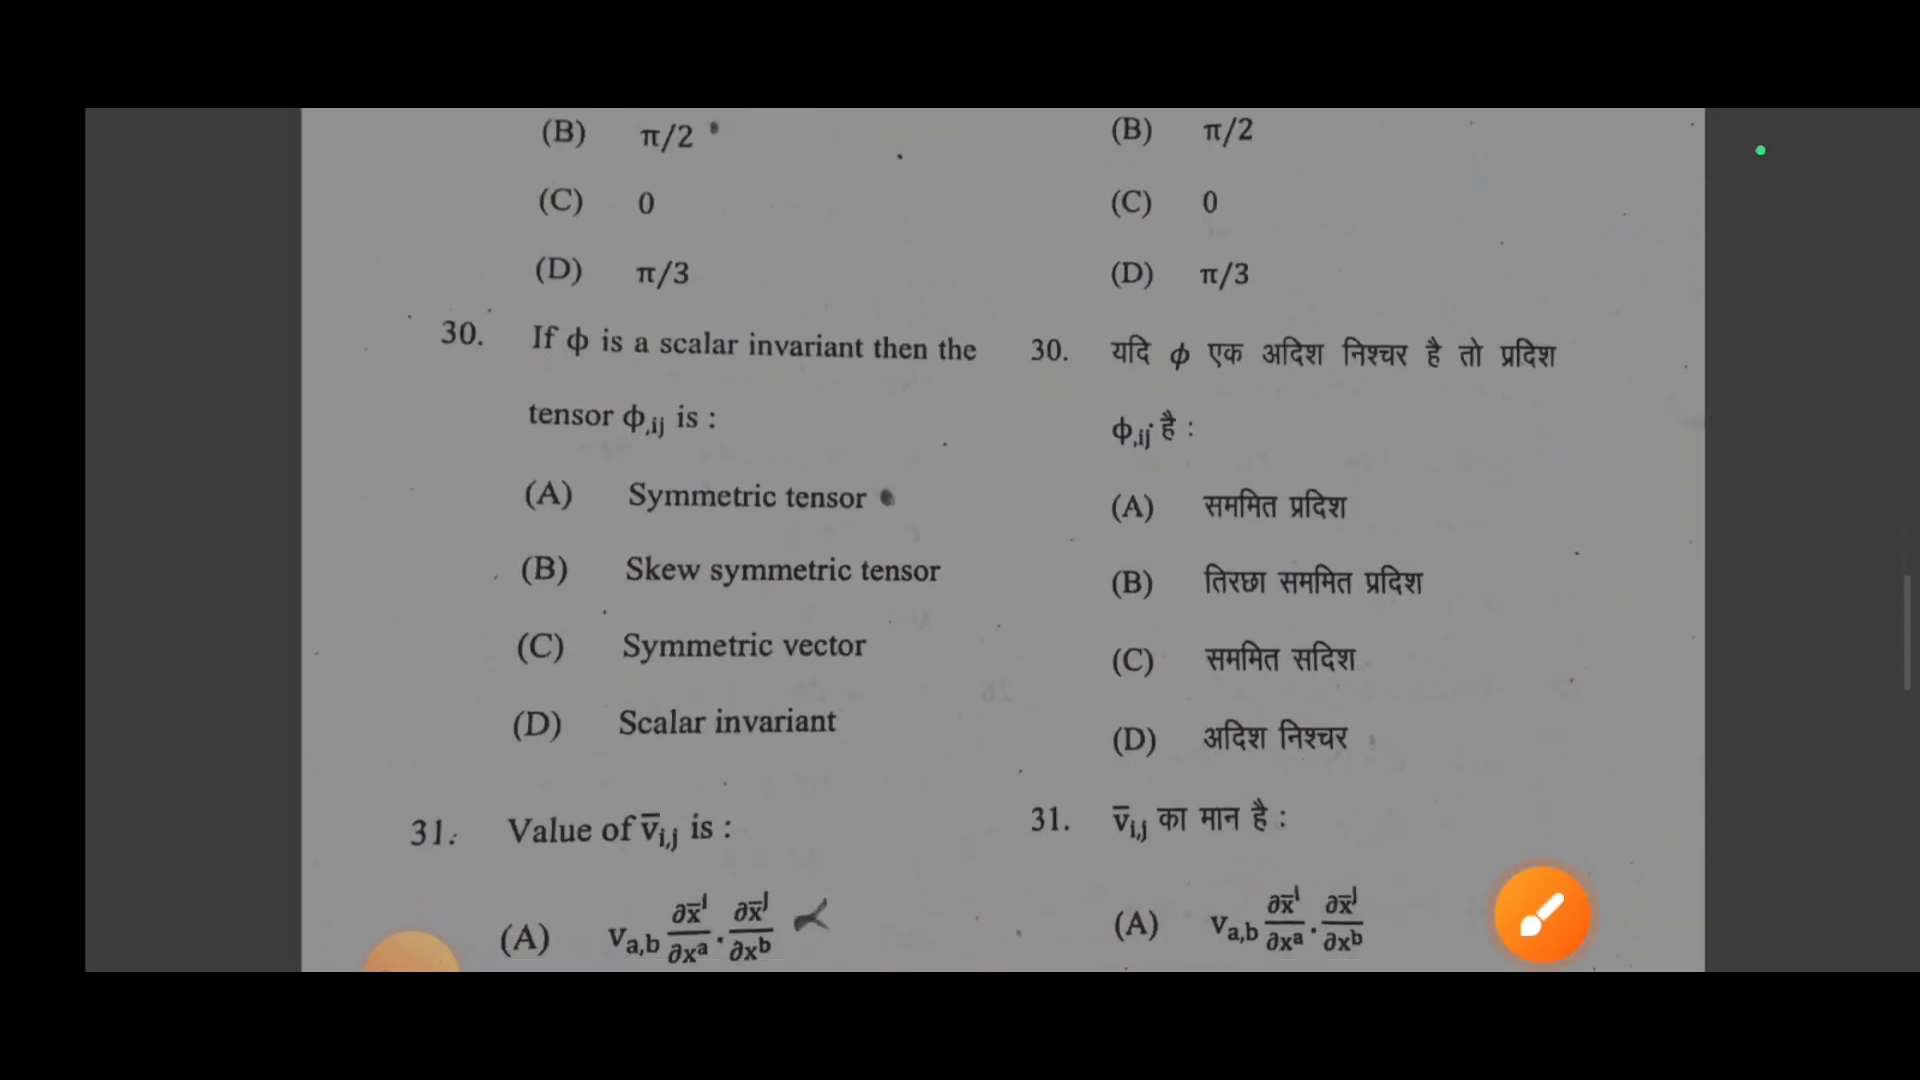 (B) π/2
(C) 0
(D) π/3
30. If ϕ is a scalar invariant then the
tensor ϕ,ij is :
(A) Symmetric tensor
(B) Skew symmetric tensor
(C) Symmetric vector
(D) Scalar invariant
31. Value of v̅i,j is :
(A) va,b ∂x̅ⁱ/∂xᵃ · ∂x̅ʲ/∂xᵇ
(B) π/2
(C) 0
(D) π/3
30. यदि ϕ एक अदिश निश्चर है तो प्रदिश
ϕ,ij है :
(A) सममित प्रदिश
(B) तिरछा सममित प्रदिश
(C) सममित सदिश
(D) अदिश निश्चर
31. v̅i,j का मान है :
(A) va,b ∂x̅ⁱ/∂xᵃ · ∂x̅ʲ/∂xᵇ